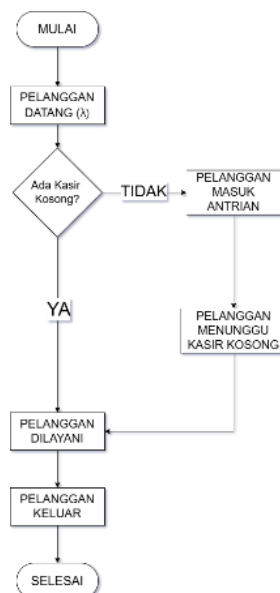 MULAI
PELANGGAN
DATANG (λ)
Ada Kasir
Kosong?
TIDAK
PELANGGAN
MASUK
ANTRIAN
YA
PELANGGAN
MENUNGGU
KASIR KOSONG
PELANGGAN
DILAYANI
PELANGGAN
KELUAR
SELESAI